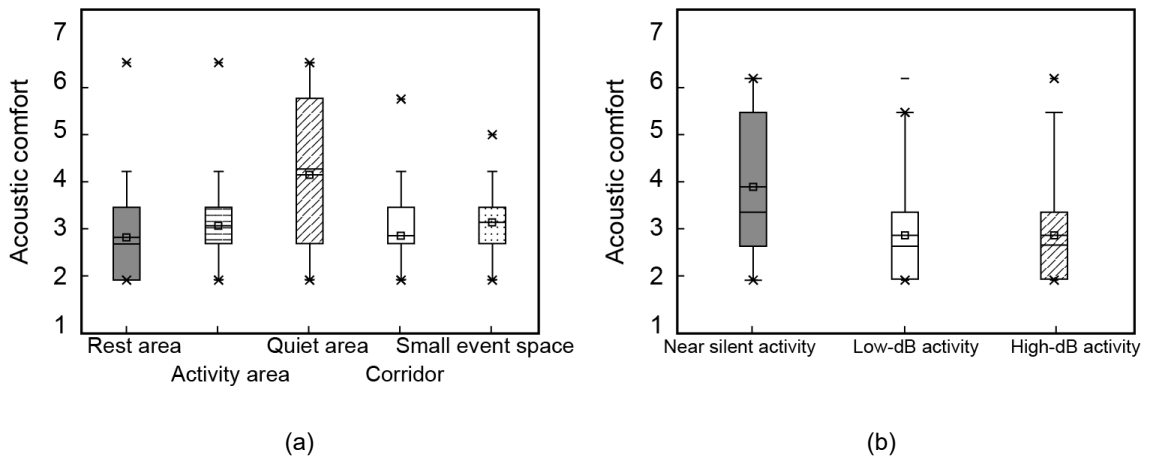 Acoustic comfort
7
6
5
4
3
2
1
Rest area
Activity area
Quiet area
Corridor
Small event space
(a)
Acoustic comfort
7
6
5
4
3
2
1
Near silent activity
Low-dB activity
High-dB activity
(b)